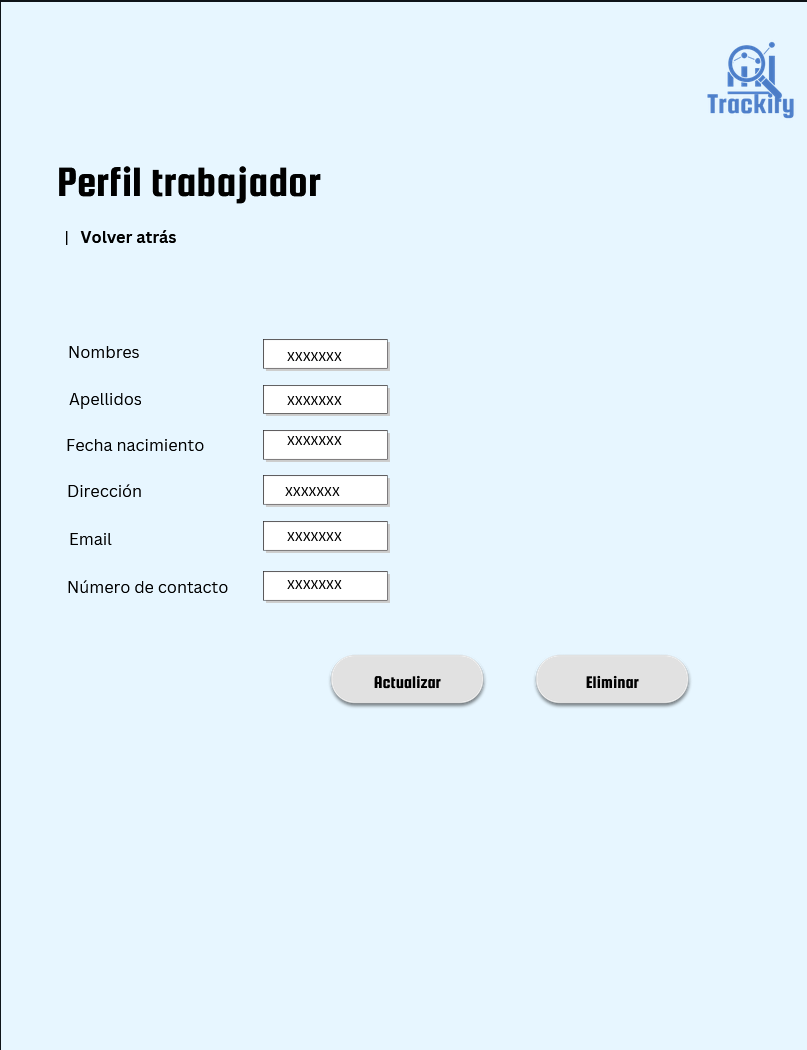 Trackify
Perfil trabajador
| Volver atrás
Nombres xxxxxxx
Apellidos xxxxxxx
Fecha nacimiento xxxxxxx
Dirección xxxxxxx
Email xxxxxxx
Número de contacto xxxxxxx
Actualizar Eliminar